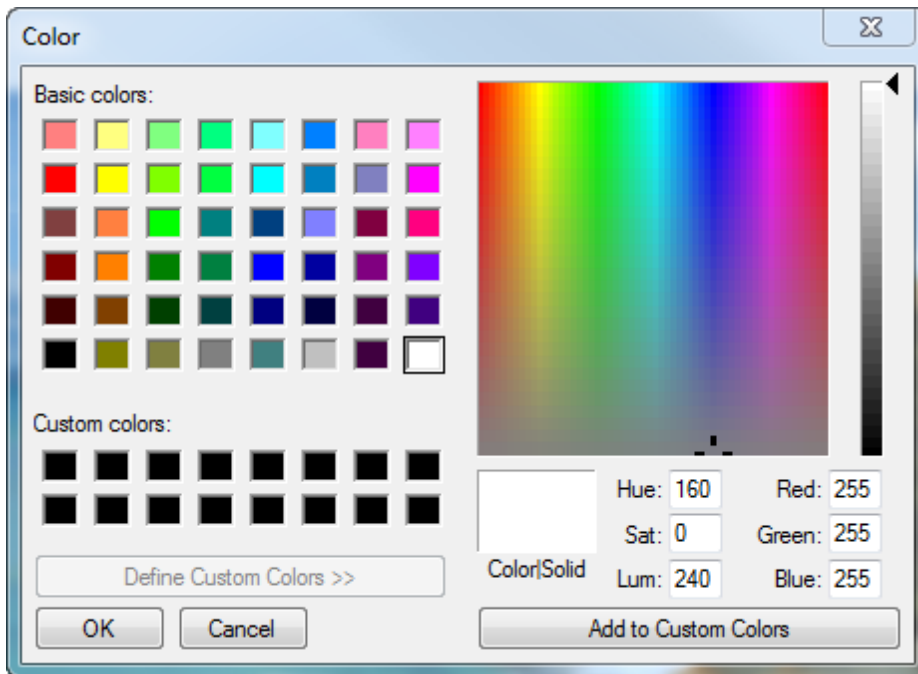 Color
Basic colors:
Custom colors:
Define Custom Colors >>
OK Cancel
Color|Solid
Hue: 160 Red: 255
Sat: 0 Green: 255
Lum: 240 Blue: 255
Add to Custom Colors